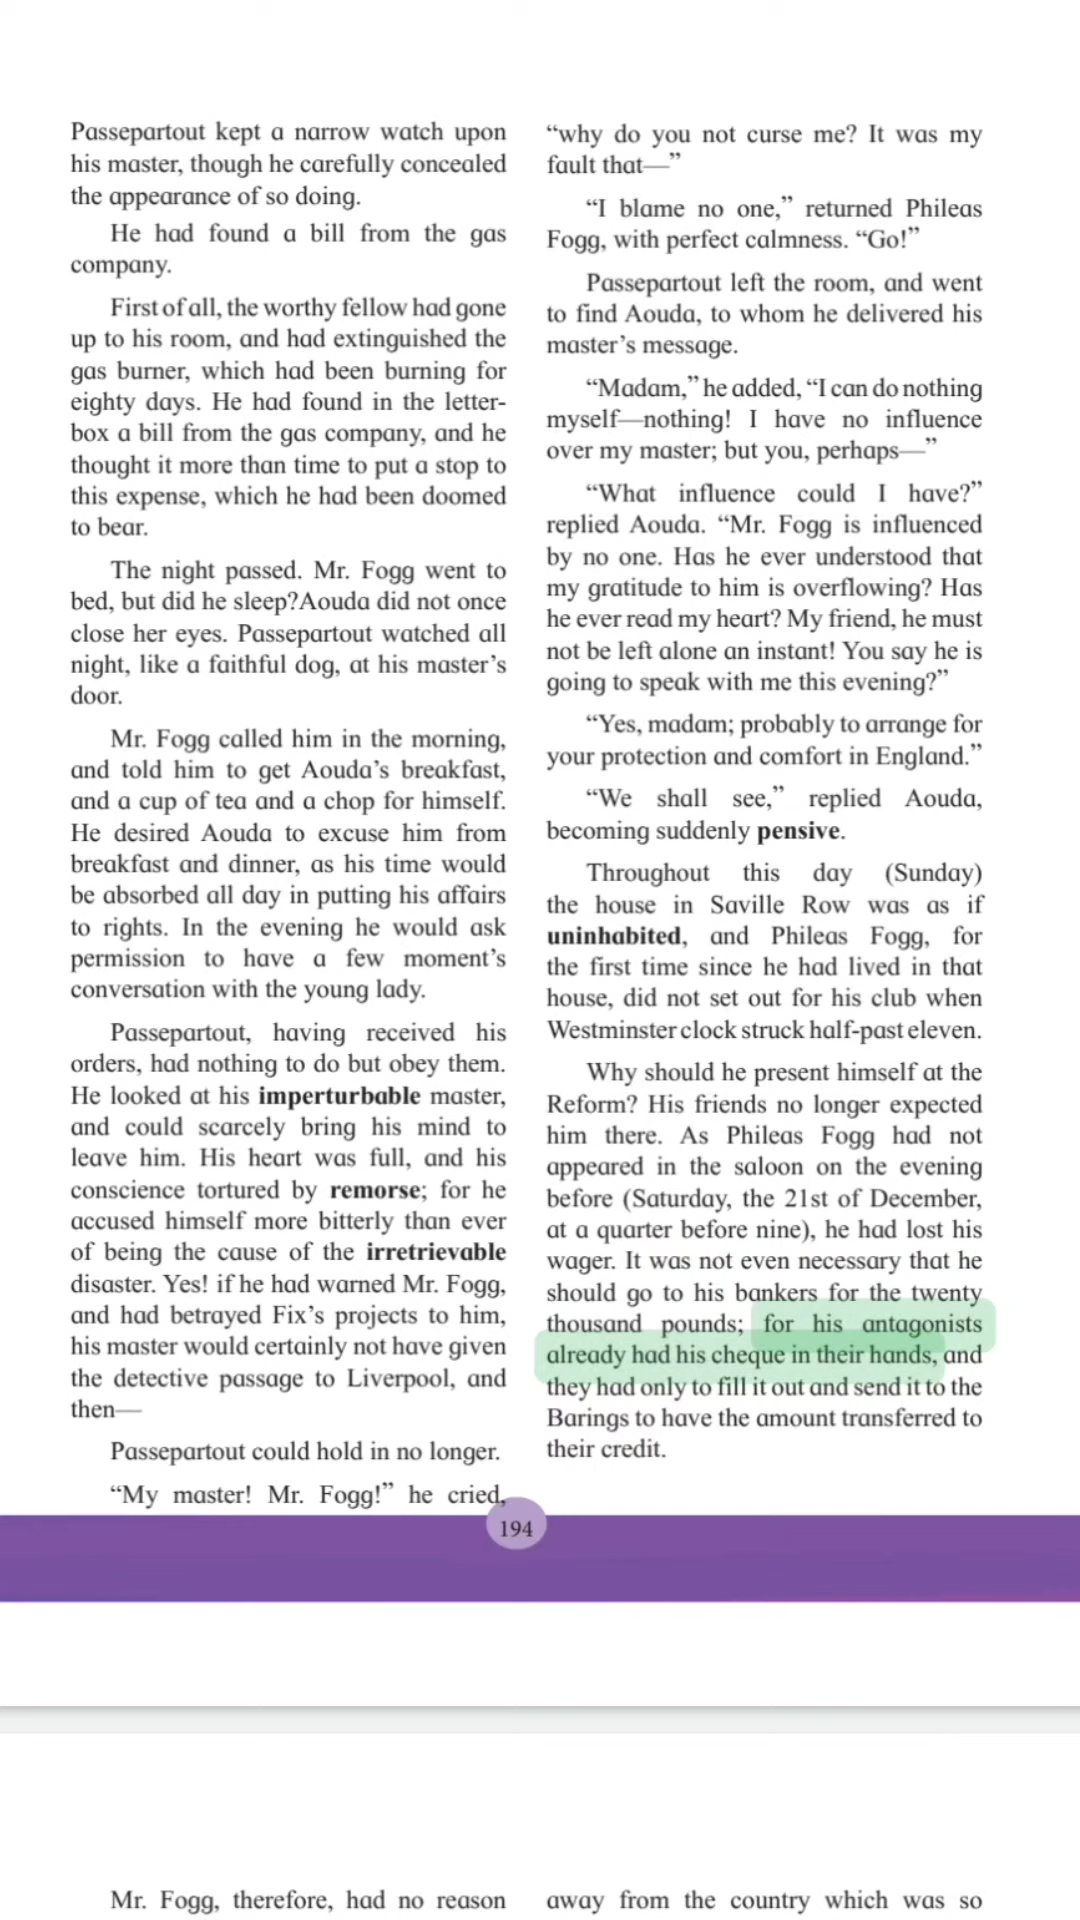 Passepartout kept a narrow watch upon
his master, though he carefully concealed
the appearance of so doing.
He had found a bill from the gas
company.
First of all, the worthy fellow had gone
up to his room, and had extinguished the
gas burner, which had been burning for
eighty days. He had found in the letter-
box a bill from the gas company, and he
thought it more than time to put a stop to
this expense, which he had been doomed
to bear.
The night passed. Mr. Fogg went to
bed, but did he sleep?Aouda did not once
close her eyes. Passepartout watched all
night, like a faithful dog, at his master’s
door.
Mr. Fogg called him in the morning,
and told him to get Aouda’s breakfast,
and a cup of tea and a chop for himself.
He desired Aouda to excuse him from
breakfast and dinner, as his time would
be absorbed all day in putting his affairs
to rights. In the evening he would ask
permission to have a few moment’s
conversation with the young lady.
Passepartout, having received his
orders, had nothing to do but obey them.
He looked at his imperturbable master,
and could scarcely bring his mind to
leave him. His heart was full, and his
conscience tortured by remorse; for he
accused himself more bitterly than ever
of being the cause of the irretrievable
disaster. Yes! if he had warned Mr. Fogg,
and had betrayed Fix’s projects to him,
his master would certainly not have given
the detective passage to Liverpool, and
then—
Passepartout could hold in no longer.
“My master! Mr. Fogg!” he cried,
“why do you not curse me? It was my
fault that—”
“I blame no one,” returned Phileas
Fogg, with perfect calmness. “Go!”
Passepartout left the room, and went
to find Aouda, to whom he delivered his
master’s message.
“Madam,” he added, “I can do nothing
myself—nothing! I have no influence
over my master; but you, perhaps—”
“What influence could I have?”
replied Aouda. “Mr. Fogg is influenced
by no one. Has he ever understood that
my gratitude to him is overflowing? Has
he ever read my heart? My friend, he must
not be left alone an instant! You say he is
going to speak with me this evening?”
“Yes, madam; probably to arrange for
your protection and comfort in England.”
“We shall see,” replied Aouda,
becoming suddenly pensive.
Throughout this day (Sunday)
the house in Saville Row was as if
uninhabited, and Phileas Fogg, for
the first time since he had lived in that
house, did not set out for his club when
Westminster clock struck half-past eleven.
Why should he present himself at the
Reform? His friends no longer expected
him there. As Phileas Fogg had not
appeared in the saloon on the evening
before (Saturday, the 21st of December,
at a quarter before nine), he had lost his
wager. It was not even necessary that he
should go to his bankers for the twenty
thousand pounds; for his antagonists
already had his cheque in their hands, and
they had only to fill it out and send it to the
Barings to have the amount transferred to
their credit.
194
Mr. Fogg, therefore, had no reason
away from the country which was so